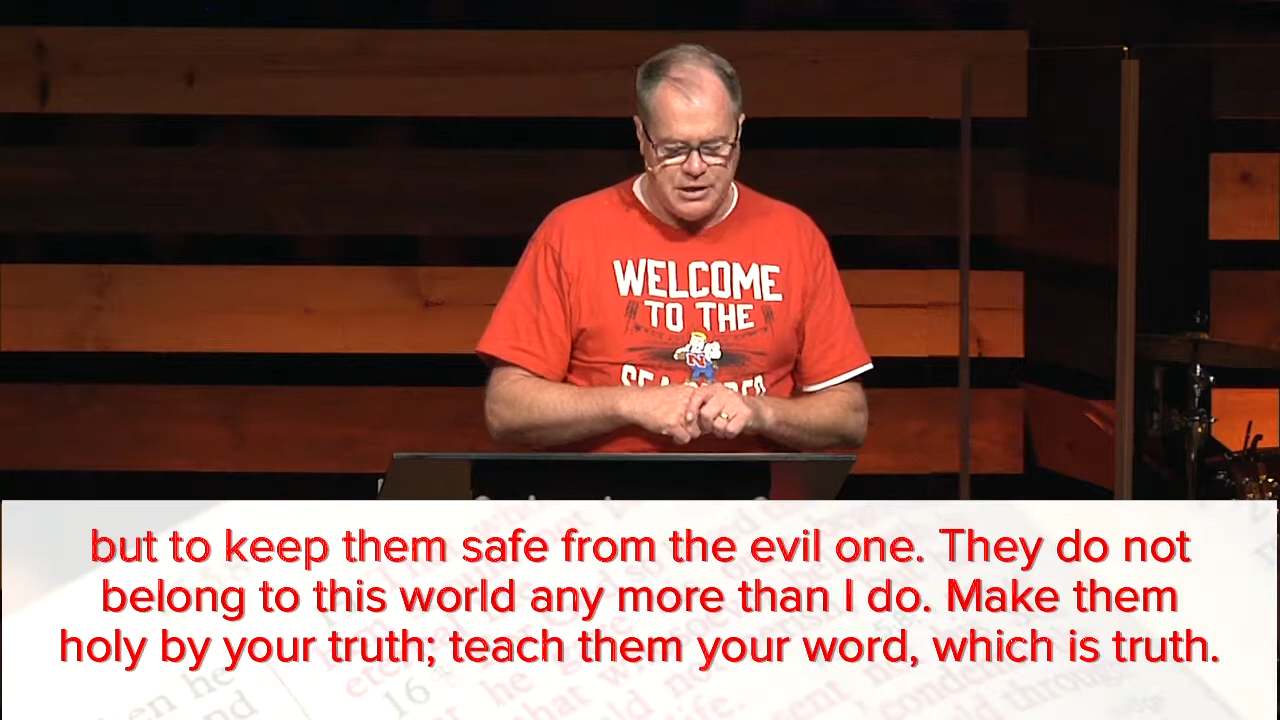 WELCOME
TO THE
N
but to keep them safe from the evil one. They do not
belong to this world any more than I do. Make them
holy by your truth; teach them your word, which is truth.
16